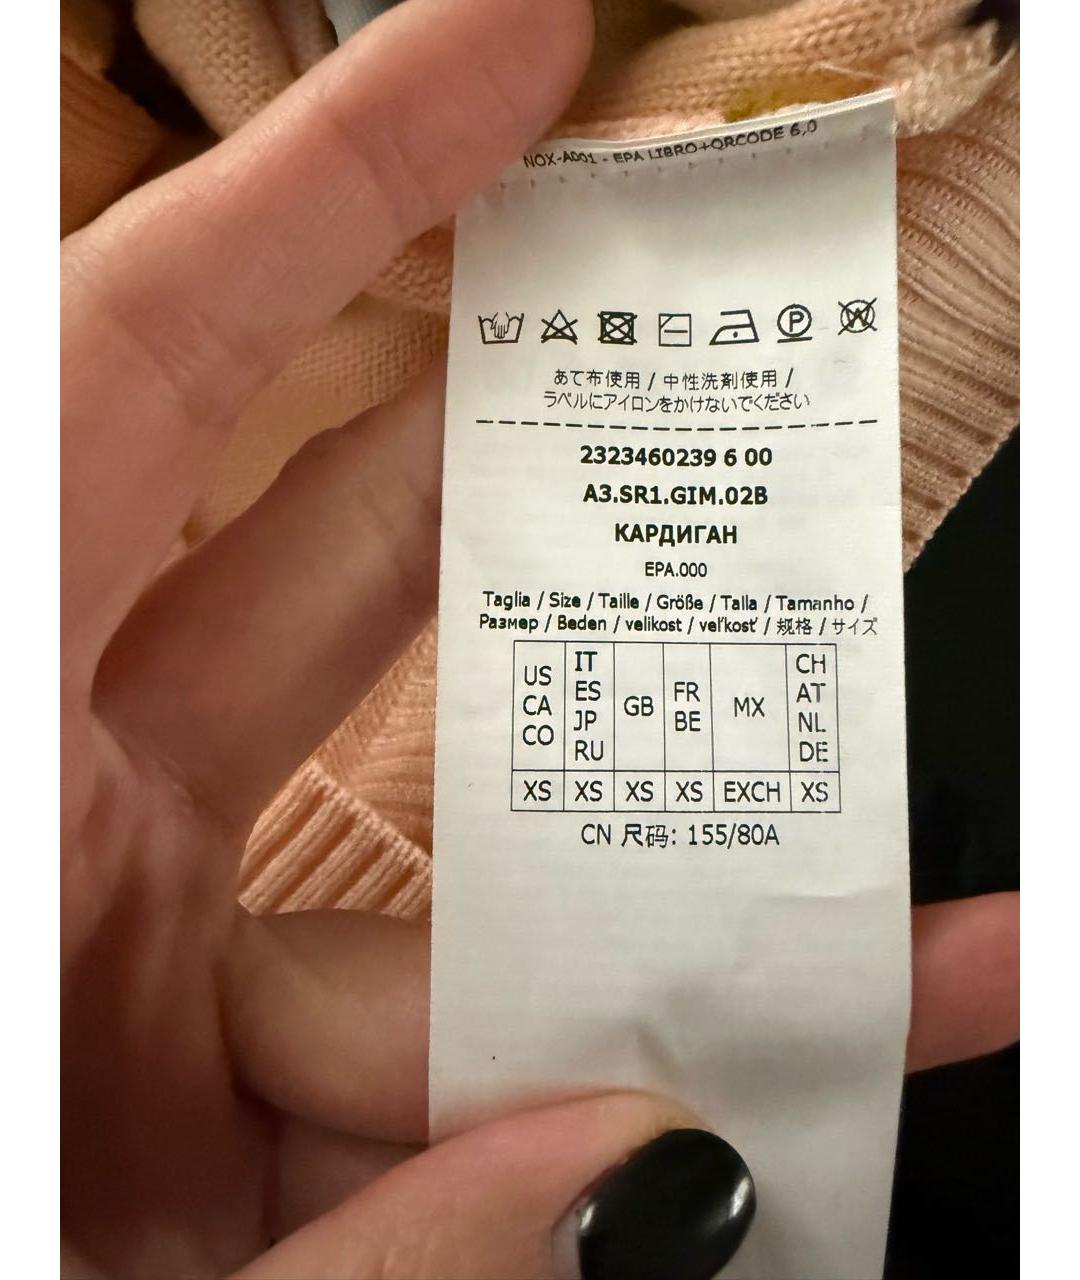 NOX-A001 - EPA LIBRO+QRCODE 6,0
P
W
あて布使用 / 中性洗剤使用 /
ラベルにアイロンをかけないでください
2323460239 6 00
A3.SR1.GIM.02B
КАРДИГАН
EPA.000
Taglia / Size / Taille / Größe / Talla / Tamanho /
Размер / Beden / velikost / veľkosť / 规格 / サイズ
US CA CO IT ES JP RU GB FR BE MX CH AT NL DE
XS XS XS XS EXCH XS
CN 尺码: 155/80A